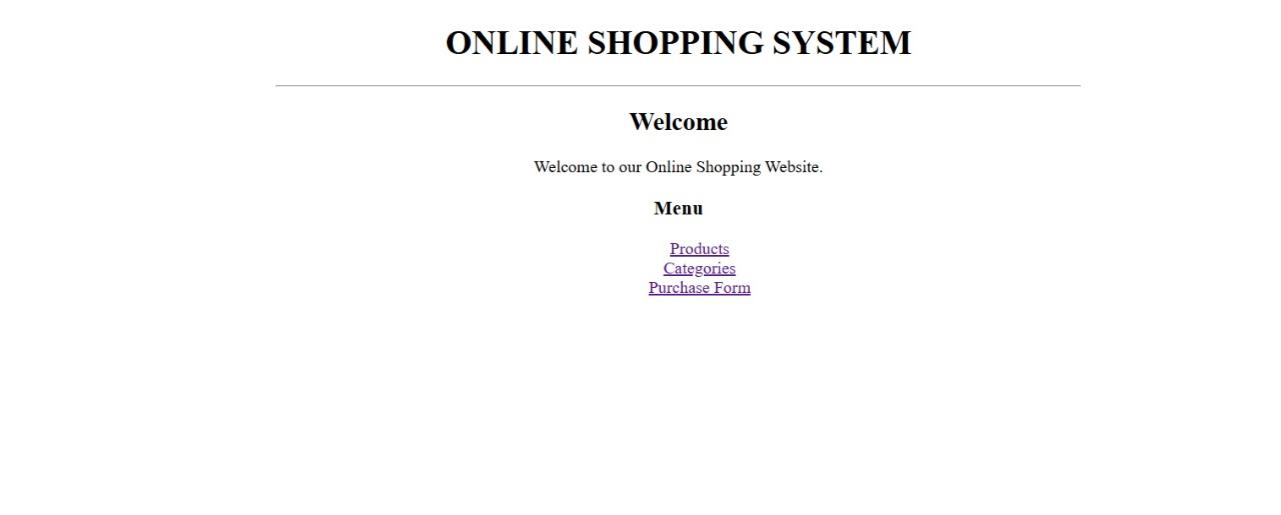 ONLINE SHOPPING SYSTEM
Welcome
Welcome to our Online Shopping Website.
Menu
Products
Categories
Purchase Form